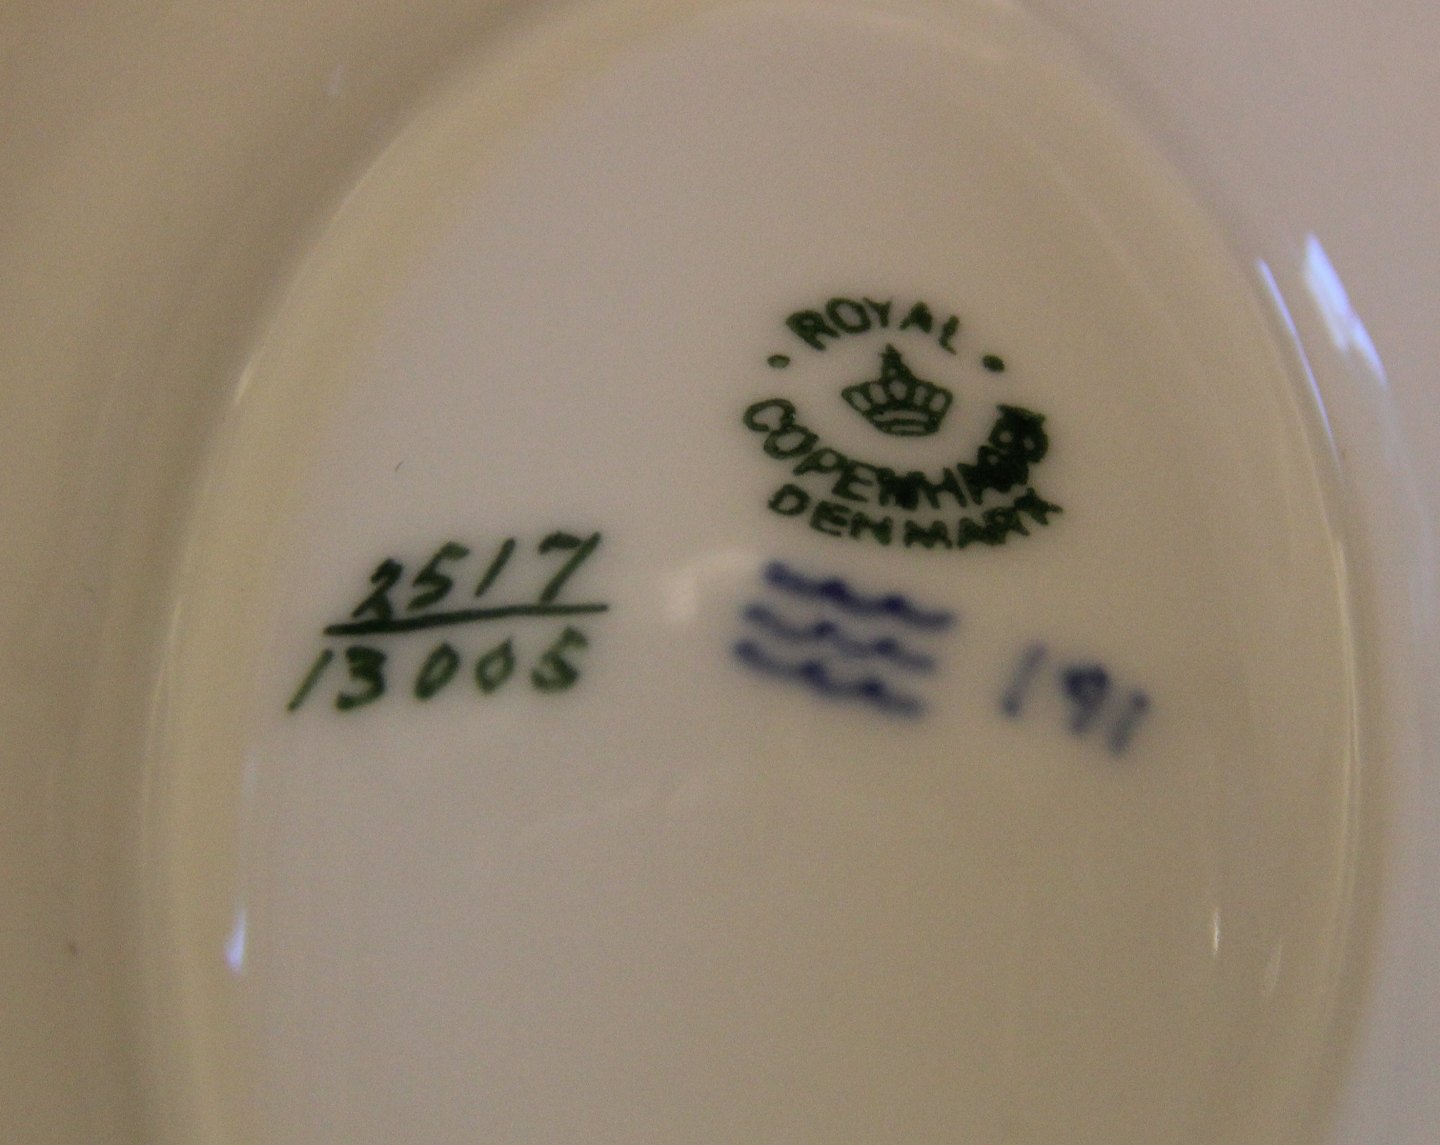 ROYAL
COPENHAGEN
DENMARK
2517
13005
191